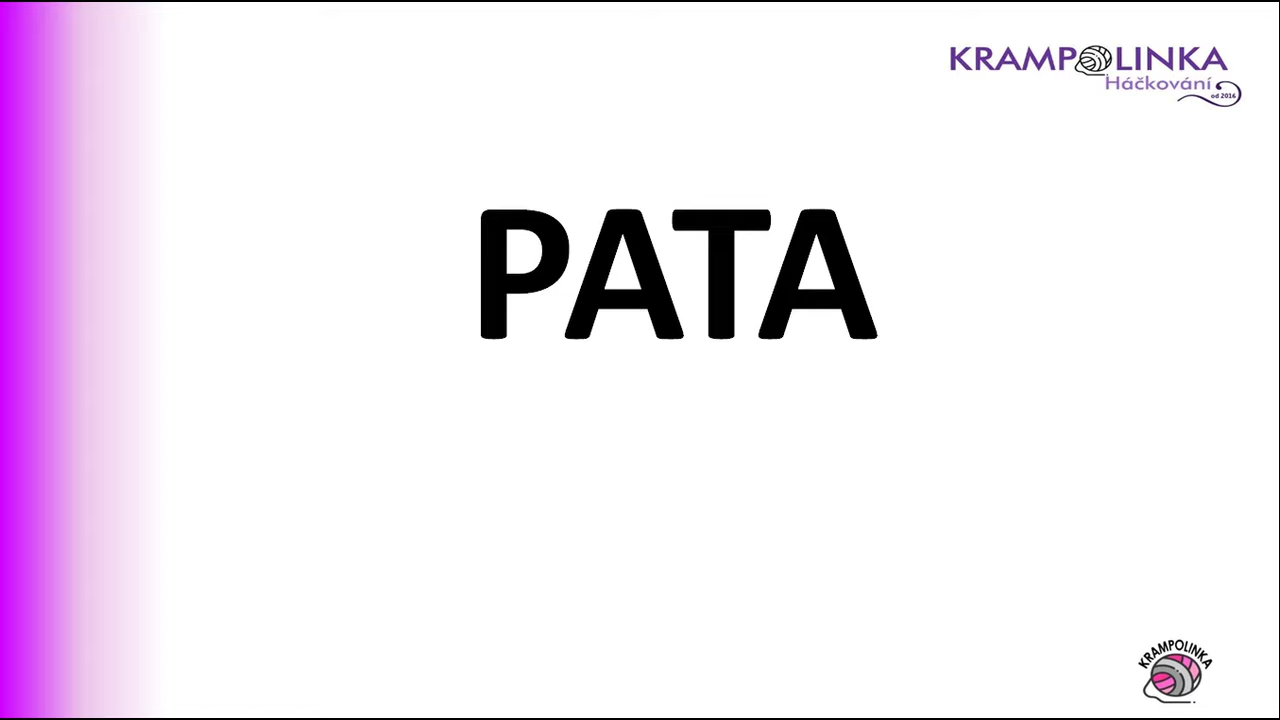 KRAMPOLINKA
Háčkování
od 2016
PATA
KRAMPOLINKA